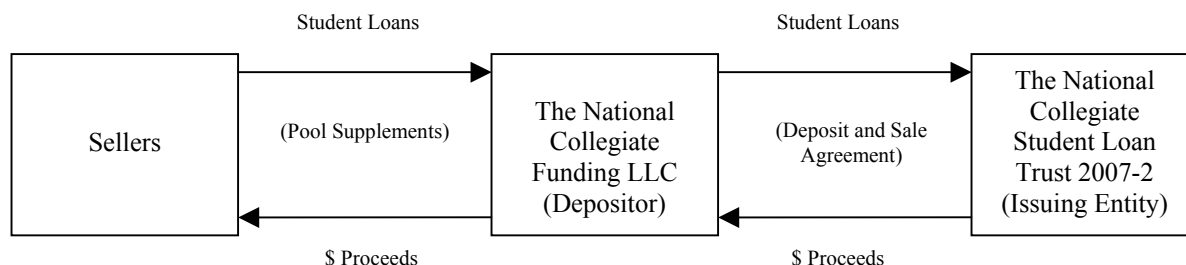 Student Loans
Student Loans
Sellers
(Pool Supplements)
The National
Collegiate
Funding LLC
(Depositor)
(Deposit and Sale
Agreement)
The National
Collegiate
Student Loan
Trust 2007-2
(Issuing Entity)
$ Proceeds
$ Proceeds